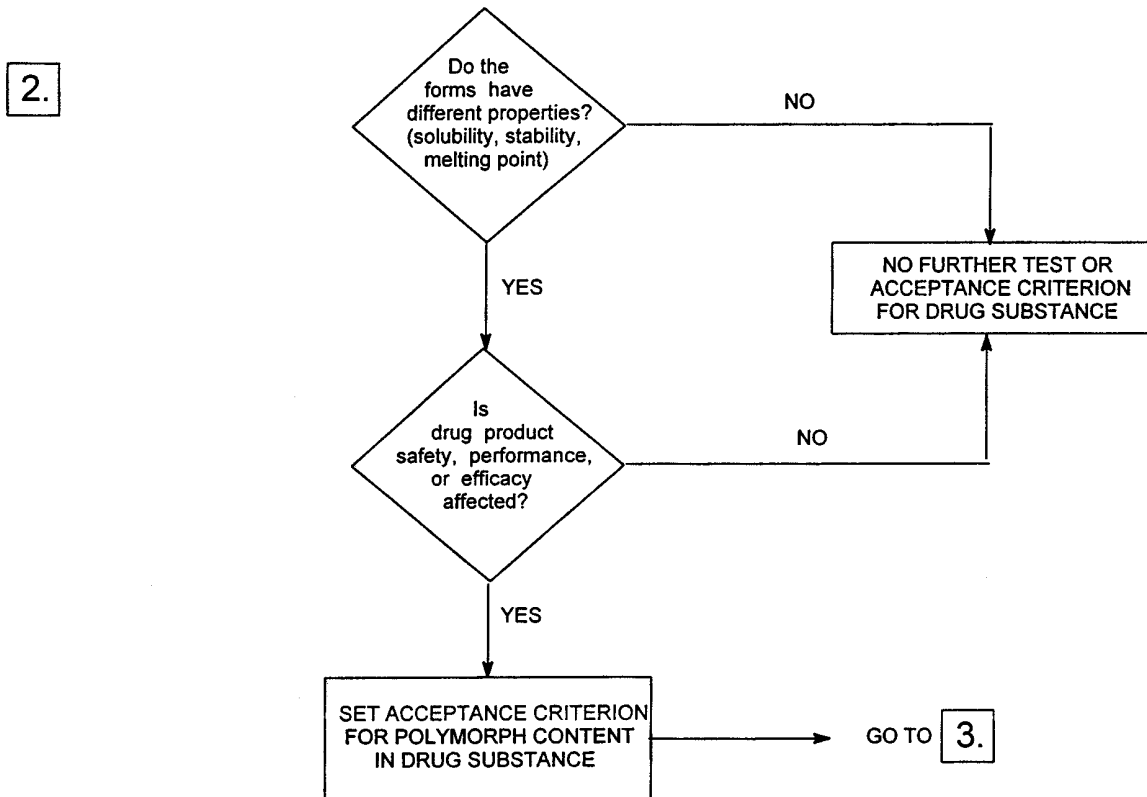 2.
Do the
forms have
different properties?
(solubility, stability,
melting point)
NO
YES
NO FURTHER TEST OR
ACCEPTANCE CRITERION
FOR DRUG SUBSTANCE
Is
drug product
safety, performance,
or efficacy
affected?
NO
YES
SET ACCEPTANCE CRITERION
FOR POLYMORPH CONTENT
IN DRUG SUBSTANCE
GO TO 3.